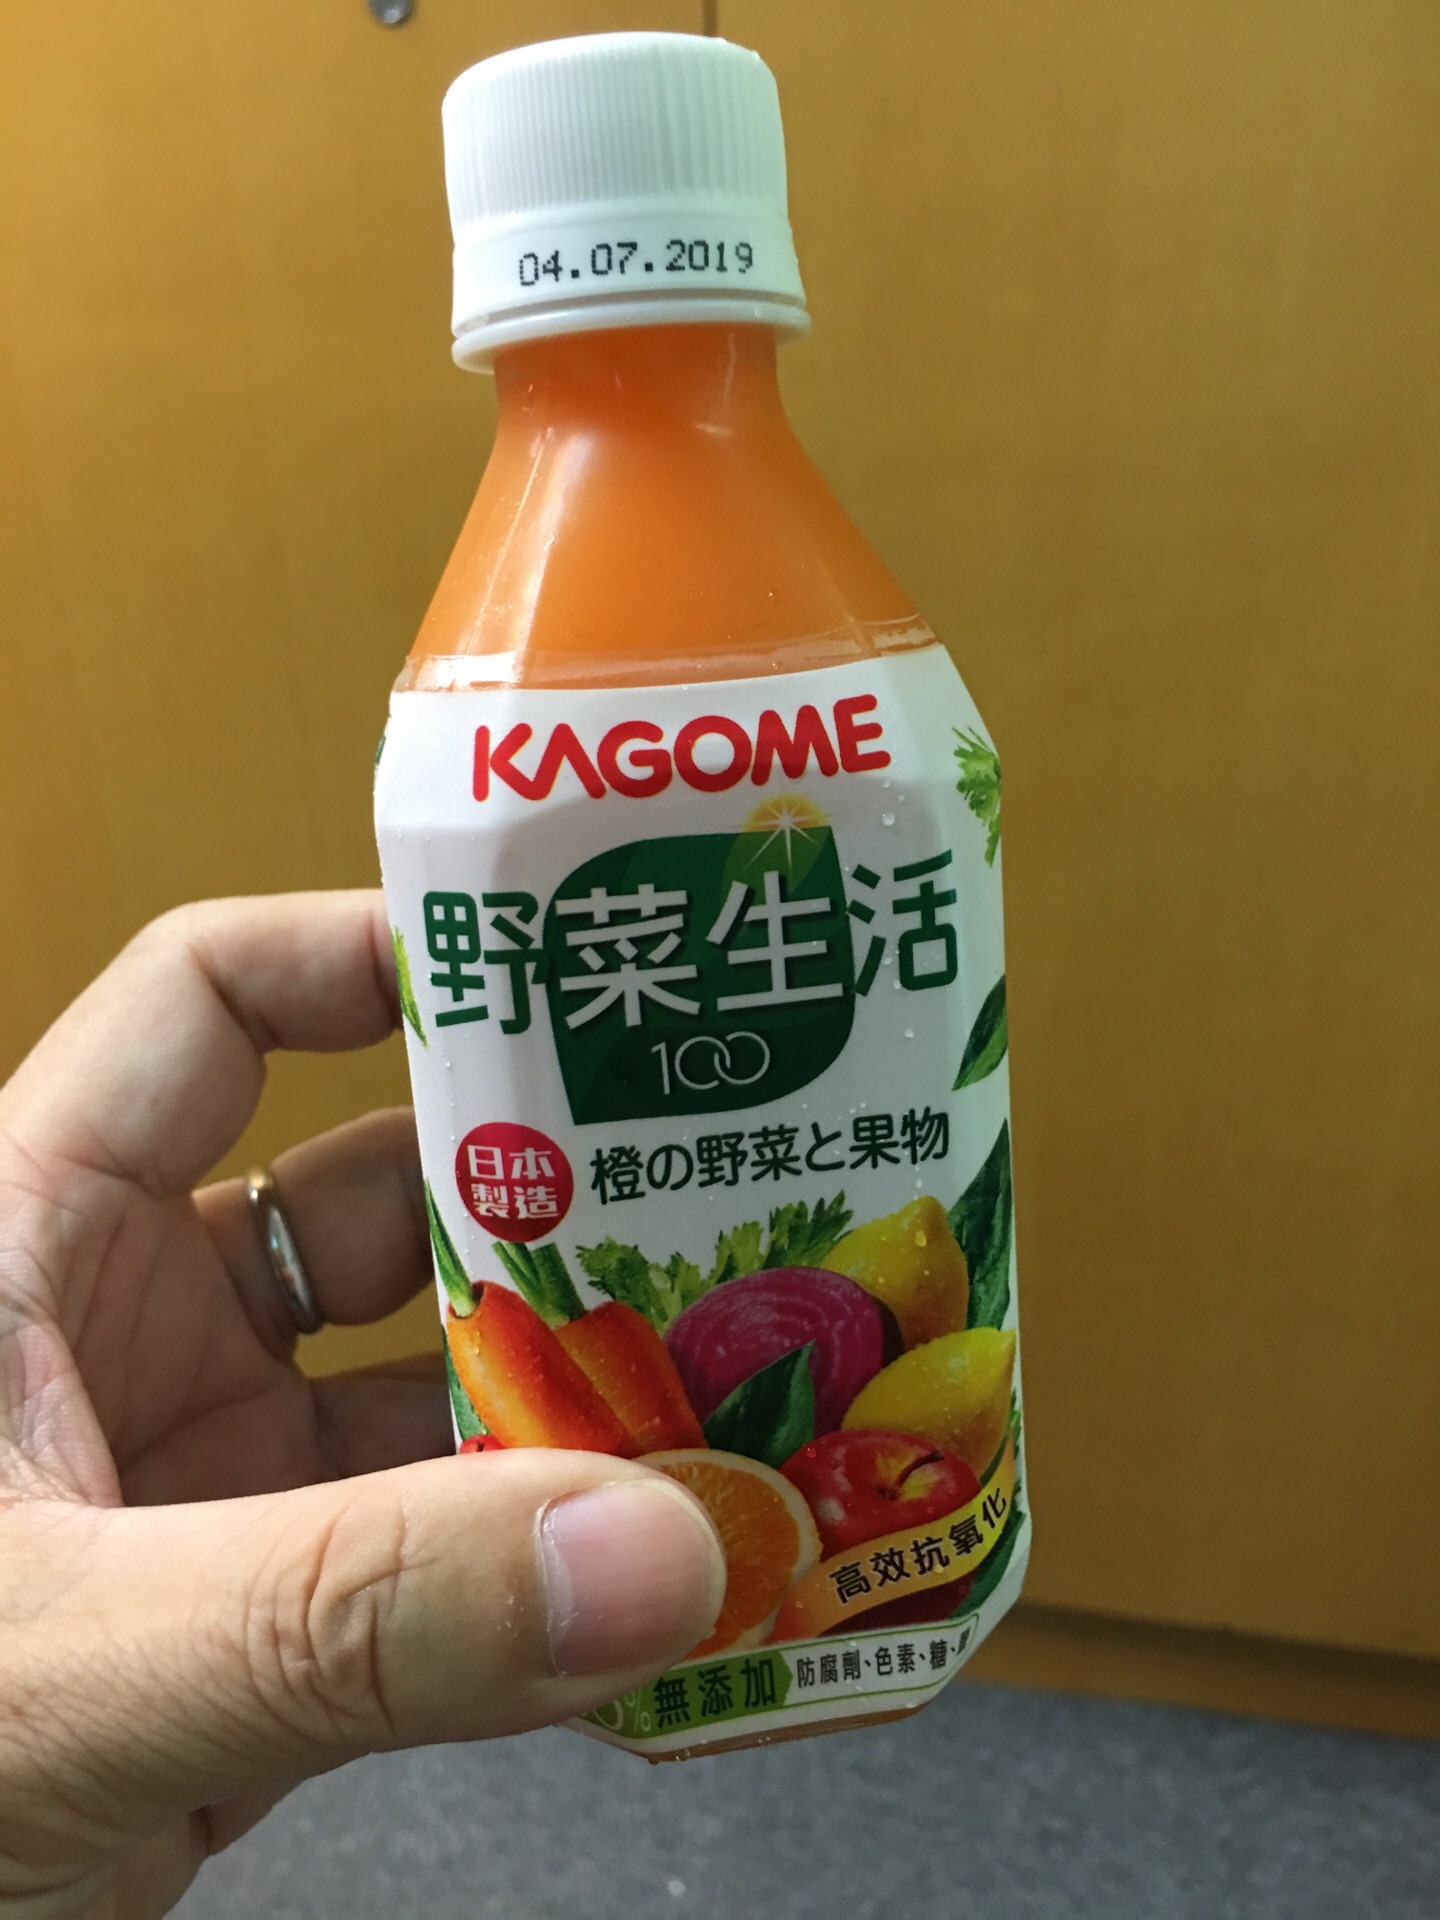 04.07.2019
KAGOME
野菜生活
100
日本
製造
橙の野菜と果物
高效抗氧化
無添加
防腐劑、色素、糖、